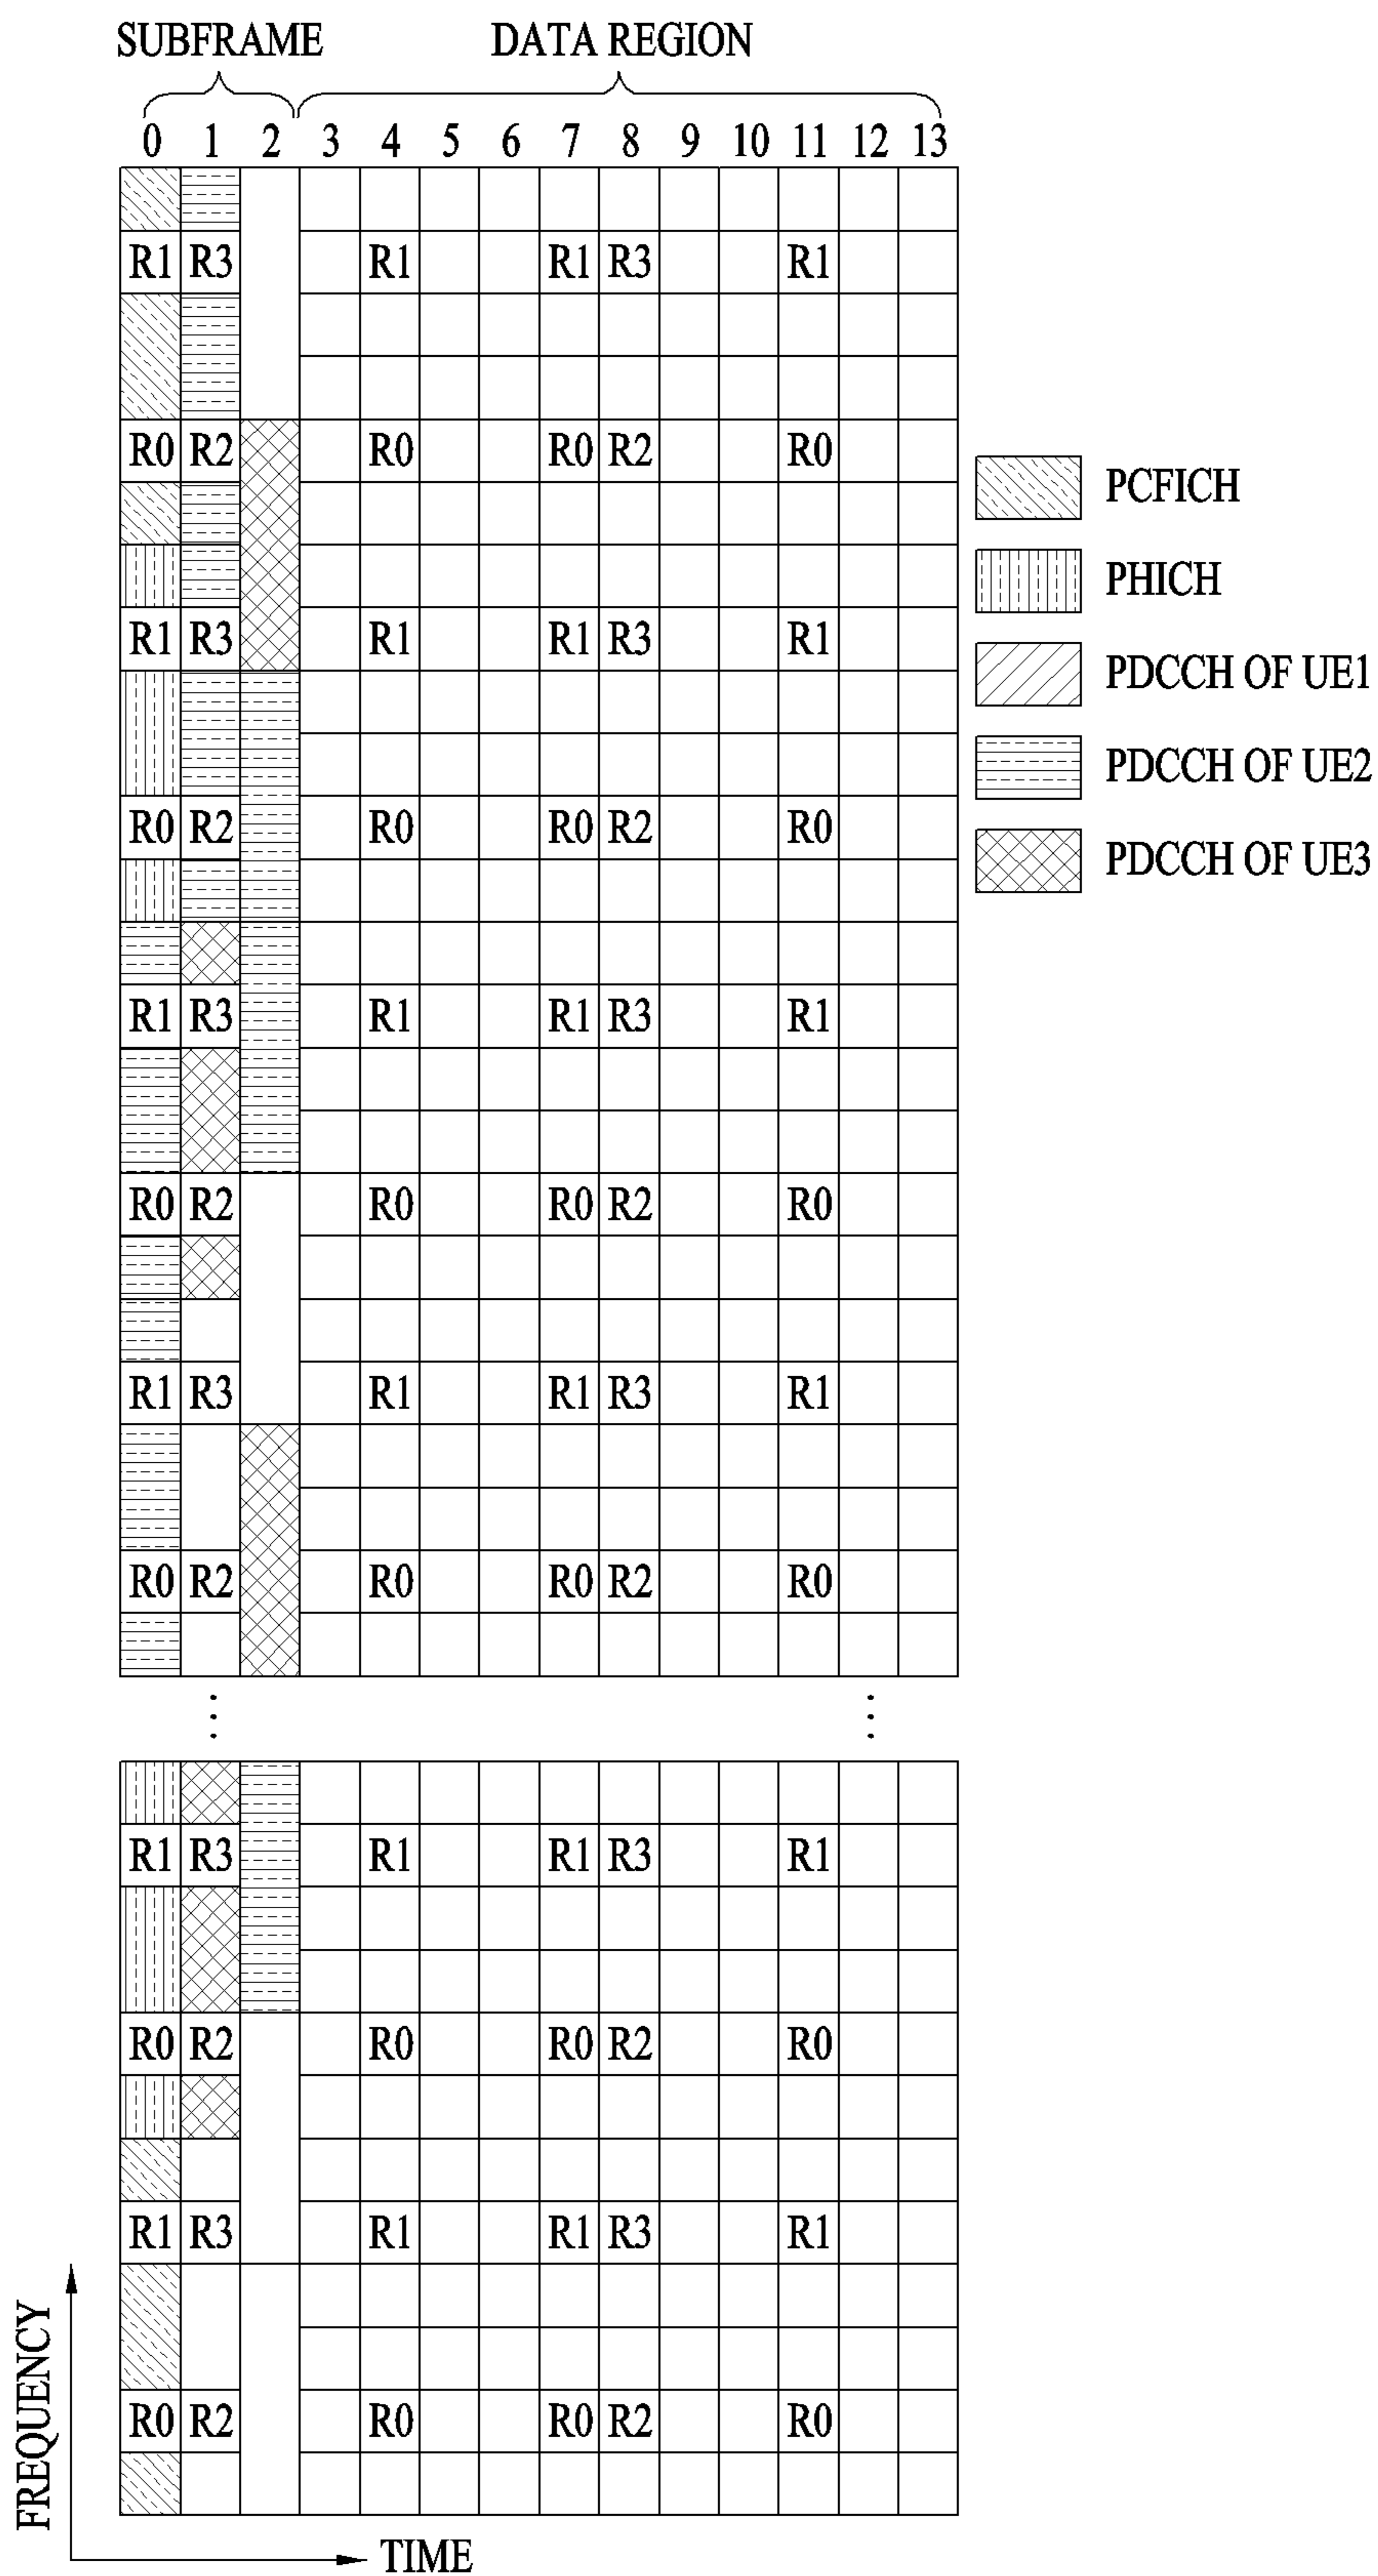 SUBFRAME DATA REGION
0 1 2 3 4 5 6 7 8 9 10 11 12 13
R1 R3 R1 R1 R3 R1
R0 R2 R0 R0 R2 R0
PCFICH
PHICH
R1 R3 R1 R1 R3 R1
PDCCH OF UE1
PDCCH OF UE2
R0 R2 R0 R0 R2 R0
PDCCH OF UE3
R1 R3 R1 R1 R3 R1
R0 R2 R0 R0 R2 R0
R1 R3 R1 R1 R3 R1
R0 R2 R0 R0 R2 R0
R1 R3 R1 R1 R3 R1
R0 R2 R0 R0 R2 R0
R1 R3 R1 R1 R3 R1
R0 R2 R0 R0 R2 R0
FREQUENCY
TIME